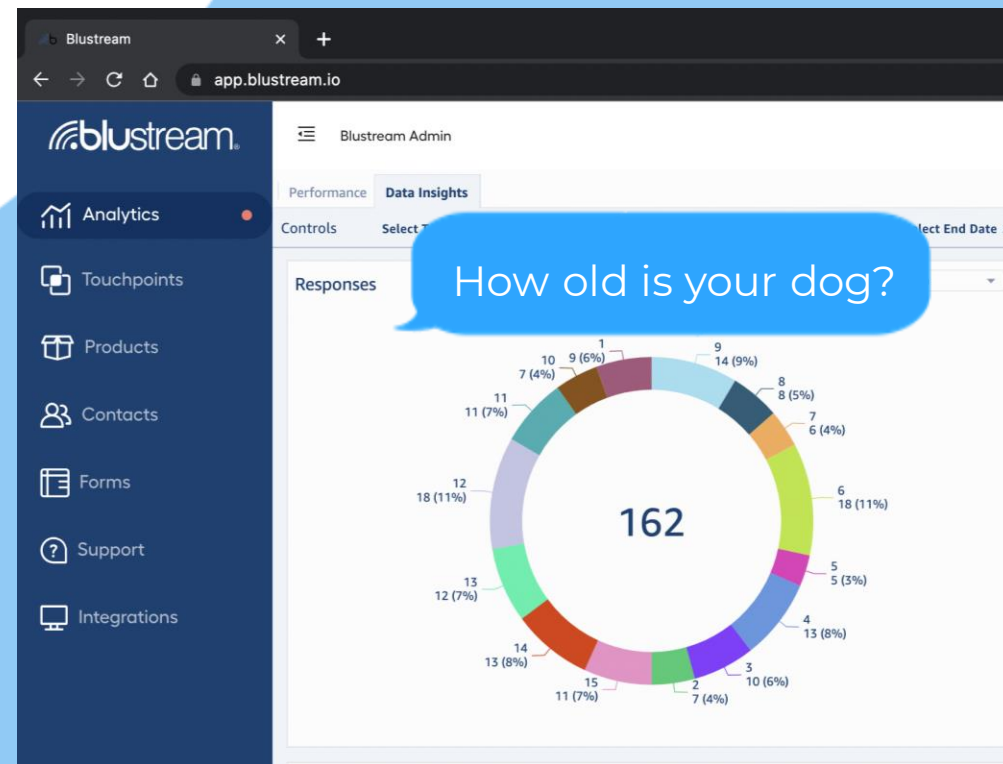 Blustream
app.blustream.io
blustream®
Blustream Admin
Performance Data Insights
Analytics
Controls Select End Date
Touchpoints
Responses
How old is your dog?
Products
Contacts
Forms
Support
Integrations
1
9 (6%)
9
14 (9%)
8
8 (5%)
7
6 (4%)
6
18 (11%)
5
5 (3%)
4
13 (8%)
3
10 (6%)
2
7 (4%)
15
11 (7%)
14
13 (8%)
13
12 (7%)
12
18 (11%)
11
11 (7%)
10
7 (4%)
162